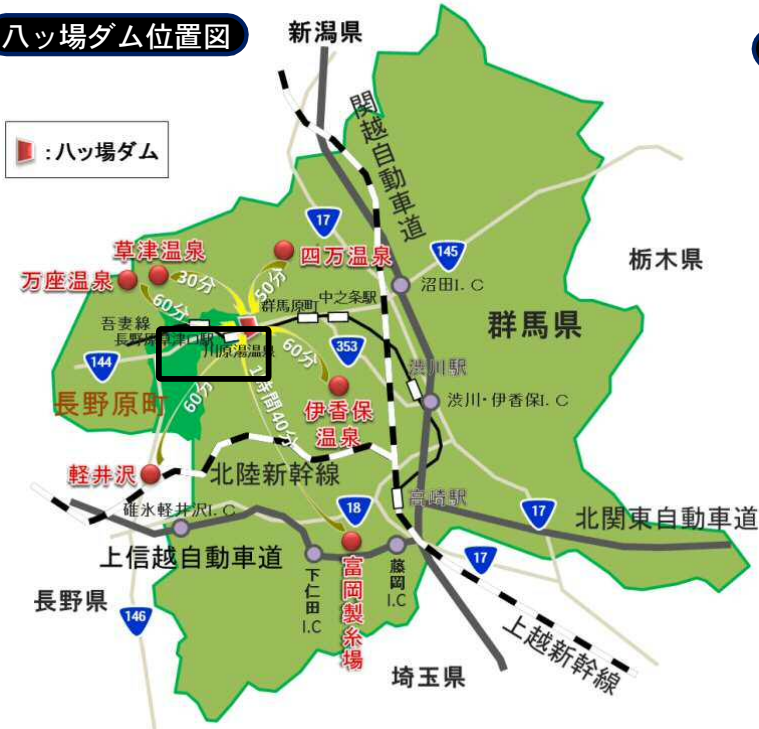 八ッ場ダム位置図
新潟県
:八ッ場ダム
関越自動車道
17
145
栃木県
草津温泉
四万温泉
万座温泉
30分
50分
60分
沼田I.C
群馬原町
中之条駅
吾妻線
長野原草津口駅
群馬県
川原湯温泉
60分
353
144
渋川駅
長野原町
60分
1時間40分
伊香保
温泉
渋川・伊香保I.C
軽井沢
北陸新幹線
高崎駅
碓氷軽井沢I.C
18
17
北関東自動車道
上信越自動車道
17
下仁田
I.C
富岡製糸場
藤岡
I.C
長野県
146
上越新幹線
埼玉県